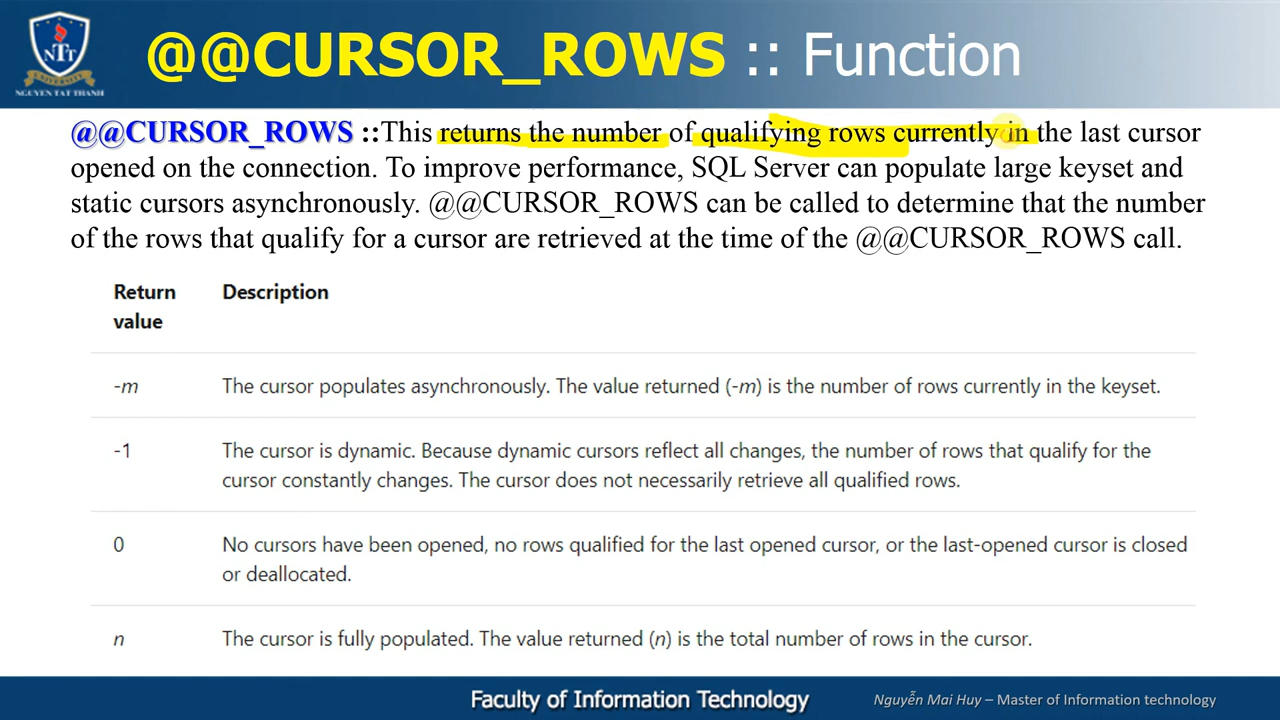 NTT
UNIVERSITY
NGUYEN TAT THANH
@@CURSOR_ROWS :: Function
@@CURSOR_ROWS ::This returns the number of qualifying rows currently in the last cursor
opened on the connection. To improve performance, SQL Server can populate large keyset and
static cursors asynchronously. @@CURSOR_ROWS can be called to determine that the number
of the rows that qualify for a cursor are retrieved at the time of the @@CURSOR_ROWS call.
Return Description
value
-m The cursor populates asynchronously. The value returned (-m) is the number of rows currently in the keyset.
-1 The cursor is dynamic. Because dynamic cursors reflect all changes, the number of rows that qualify for the
cursor constantly changes. The cursor does not necessarily retrieve all qualified rows.
0 No cursors have been opened, no rows qualified for the last opened cursor, or the last-opened cursor is closed
or deallocated.
n The cursor is fully populated. The value returned (n) is the total number of rows in the cursor.
Faculty of Information Technology
Nguyễn Mai Huy – Master of Information technology